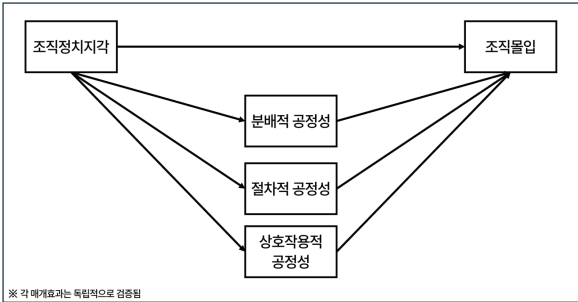 조직정치지각
조직몰입
분배적 공정성
절차적 공정성
상호작용적
공정성
※ 각 매개효과는 독립적으로 검증됨